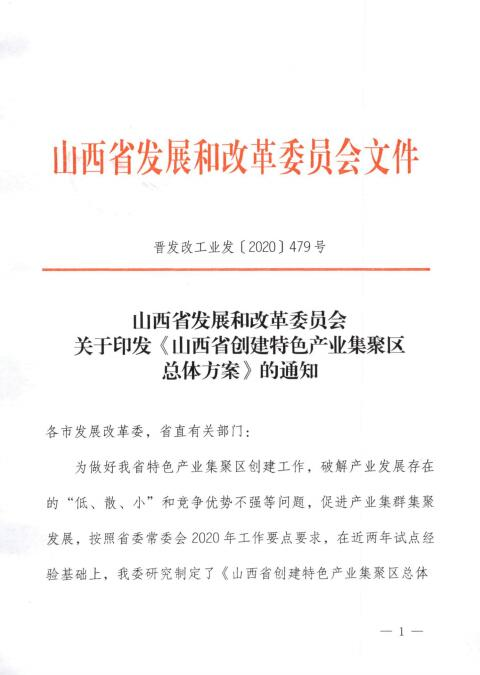 山西省发展和改革委员会文件
晋发改工业发〔2020〕479号
山西省发展和改革委员会
关于印发《山西省创建特色产业集聚区
总体方案》的通知
各市发展改革委，省直有关部门：
为做好我省特色产业集聚区创建工作，破解产业发展存在
的“低、散、小”和竞争优势不强等问题，促进产业集群集聚
发展，按照省委常委会2020年工作要点要求，在近两年试点经
验基础上，我委研究制定了《山西省创建特色产业集聚区总体
— 1 —